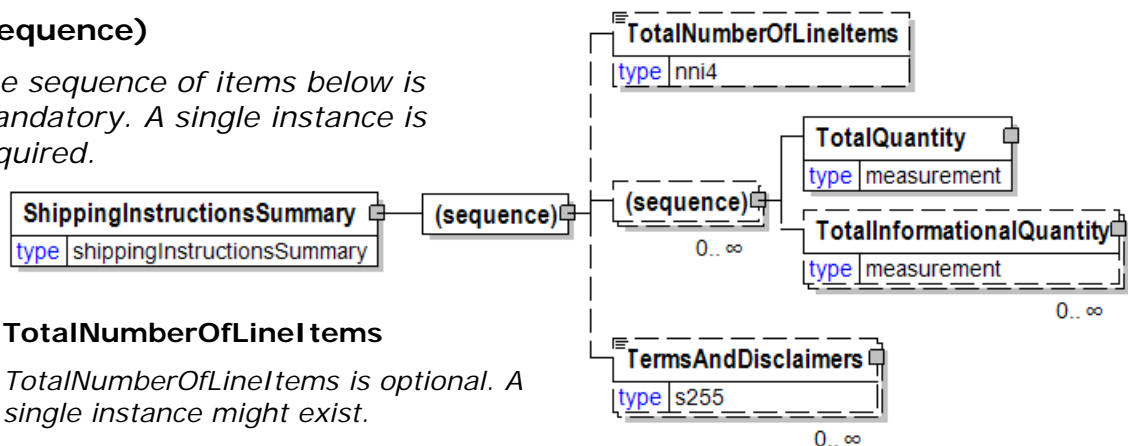 equence)
e sequence of items below is
andatory. A single instance is
quired.
ShippingInstructionsSummary
type shippingInstructionsSummary
(sequence)
TotalNumberOfLineItems
type nni4
(sequence)
0.. ∞
TotalQuantity
type measurement
TotalInformationalQuantity
type measurement
0.. ∞
TermsAndDisclaimers
type s255
0.. ∞
TotalNumberOfLineItems
TotalNumberOfLineItems is optional. A
single instance might exist.